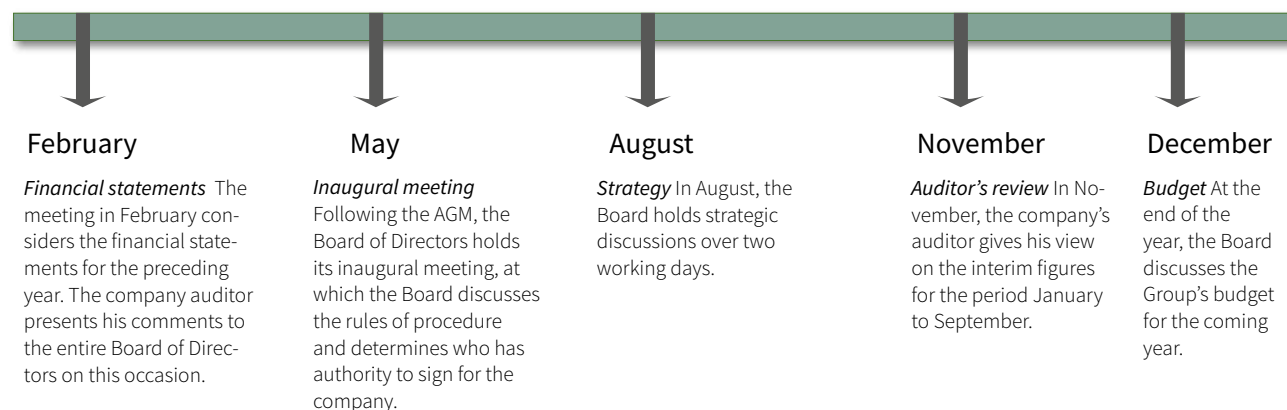 February
Financial statements The
meeting in February con-
siders the financial state-
ments for the preceding
year. The company auditor
presents his comments to
the entire Board of Direc-
tors on this occasion.
May
Inaugural meeting
Following the AGM, the
Board of Directors holds
its inaugural meeting, at
which the Board discusses
the rules of procedure
and determines who has
authority to sign for the
company.
August
Strategy In August, the
Board holds strategic
discussions over two
working days.
November
Auditor’s review In No-
vember, the company’s
auditor gives his view
on the interim figures
for the period January
to September.
December
Budget At the
end of the
year, the Board
discusses the
Group’s budget
for the coming
year.